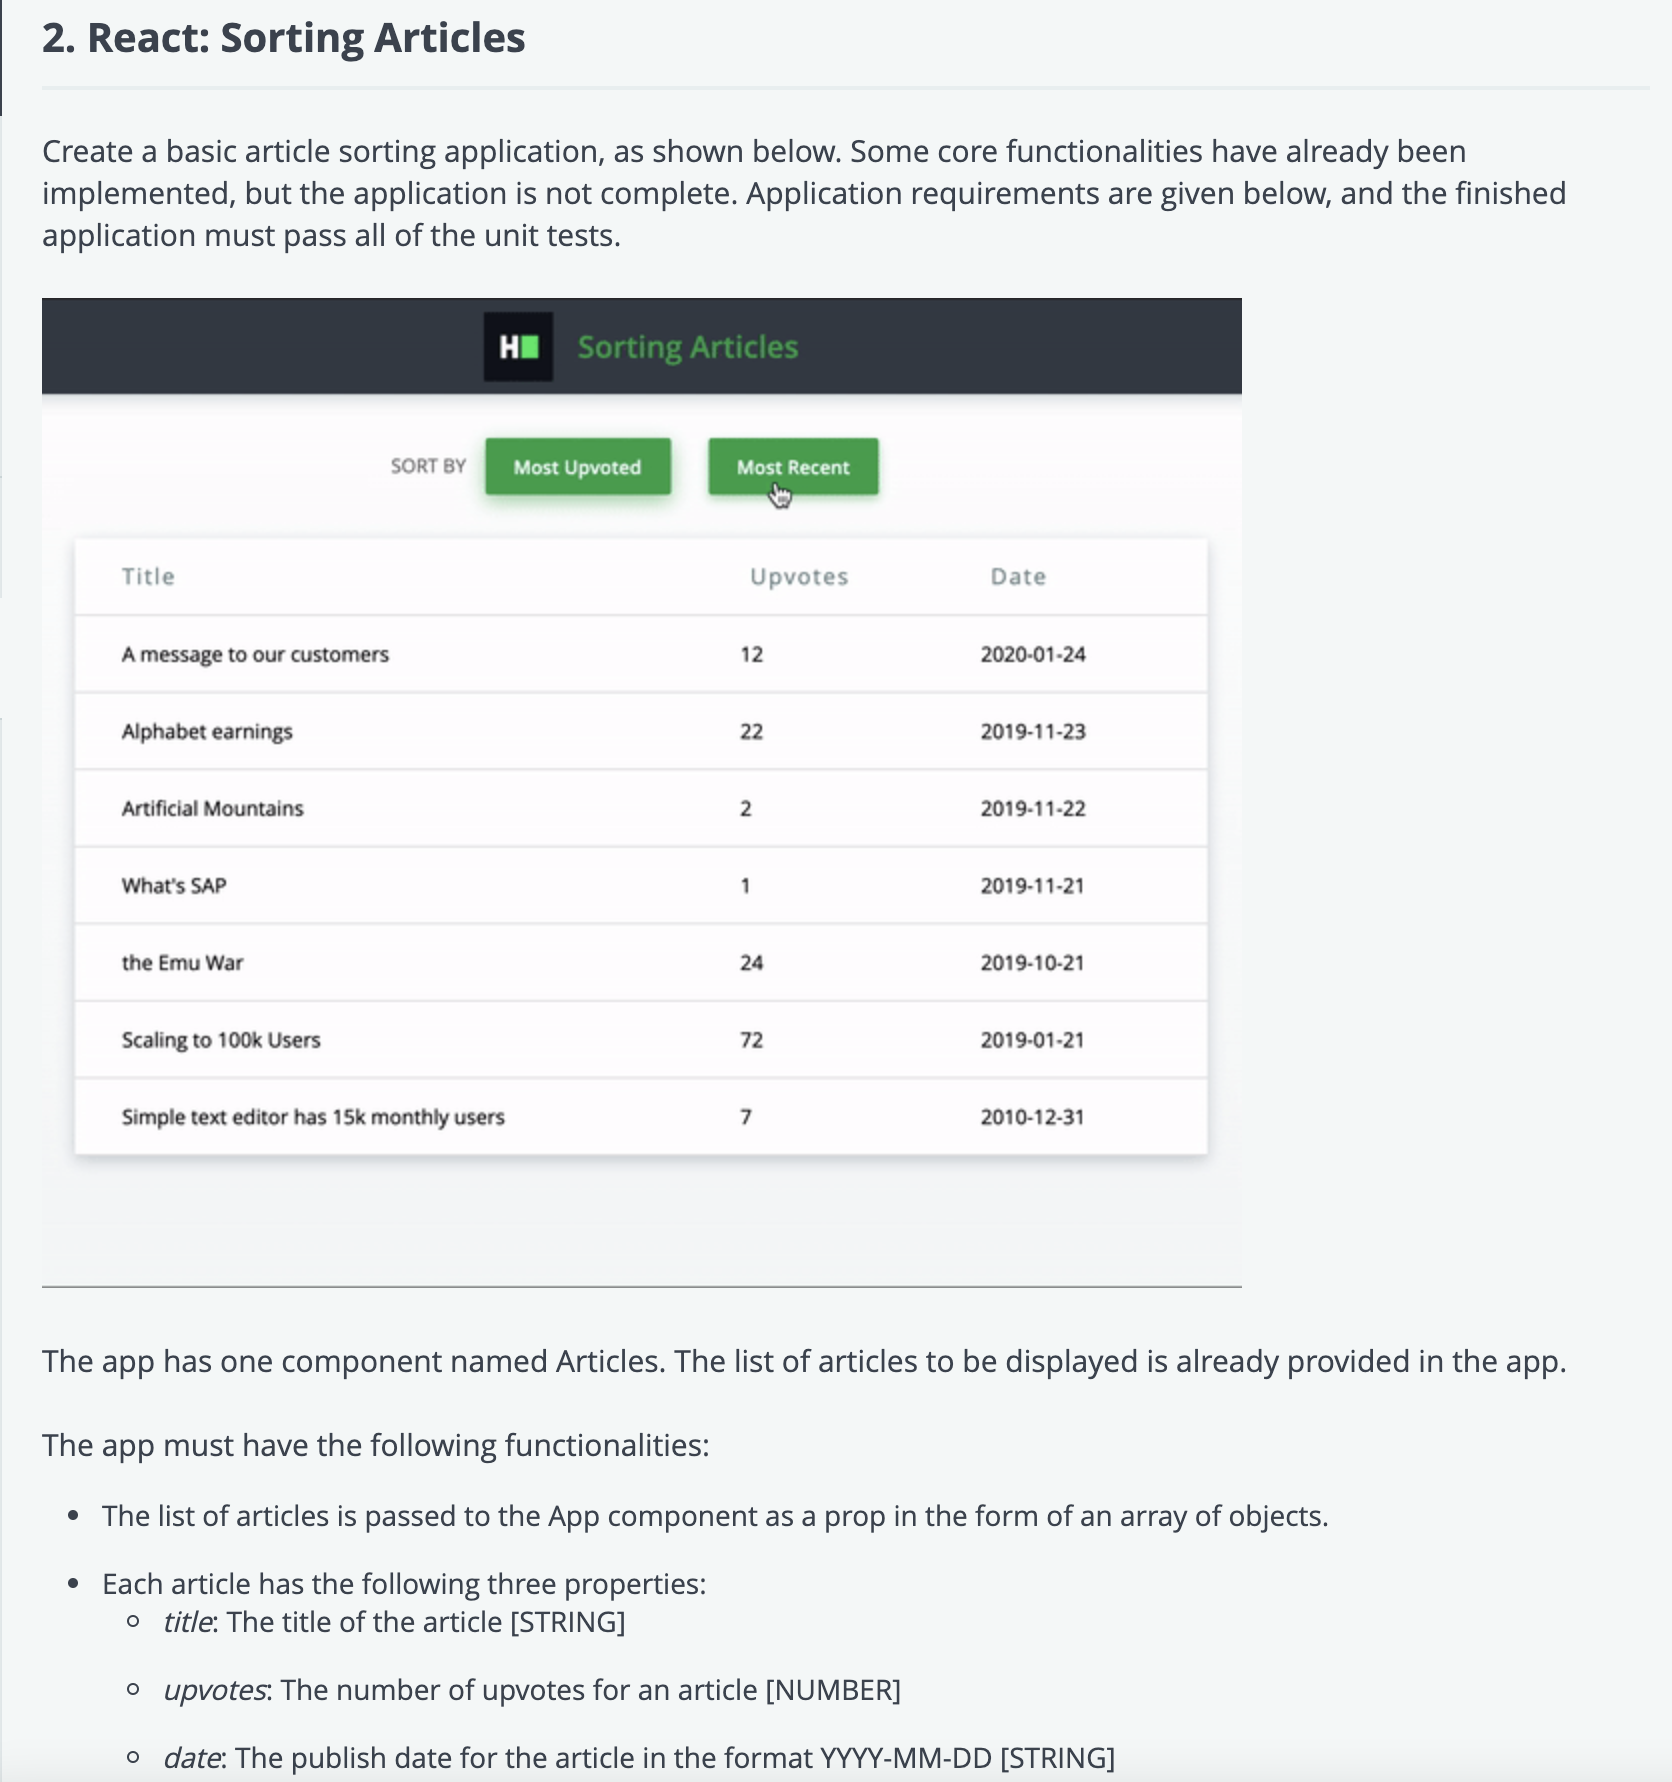 2. React: Sorting Articles
Create a basic article sorting application, as shown below. Some core functionalities have already been
implemented, but the application is not complete. Application requirements are given below, and the finished
application must pass all of the unit tests.
H Sorting Articles
SORT BY Most Upvoted Most Recent
Title Upvotes Date
A message to our customers 12 2020-01-24
Alphabet earnings 22 2019-11-23
Artificial Mountains 2 2019-11-22
What's SAP 1 2019-11-21
the Emu War 24 2019-10-21
Scaling to 100k Users 72 2019-01-21
Simple text editor has 15k monthly users 7 2010-12-31
The app has one component named Articles. The list of articles to be displayed is already provided in the app.
The app must have the following functionalities:
• The list of articles is passed to the App component as a prop in the form of an array of objects.
• Each article has the following three properties:
○ title: The title of the article [STRING]
○ upvotes: The number of upvotes for an article [NUMBER]
○ date: The publish date for the article in the format YYYY-MM-DD [STRING]